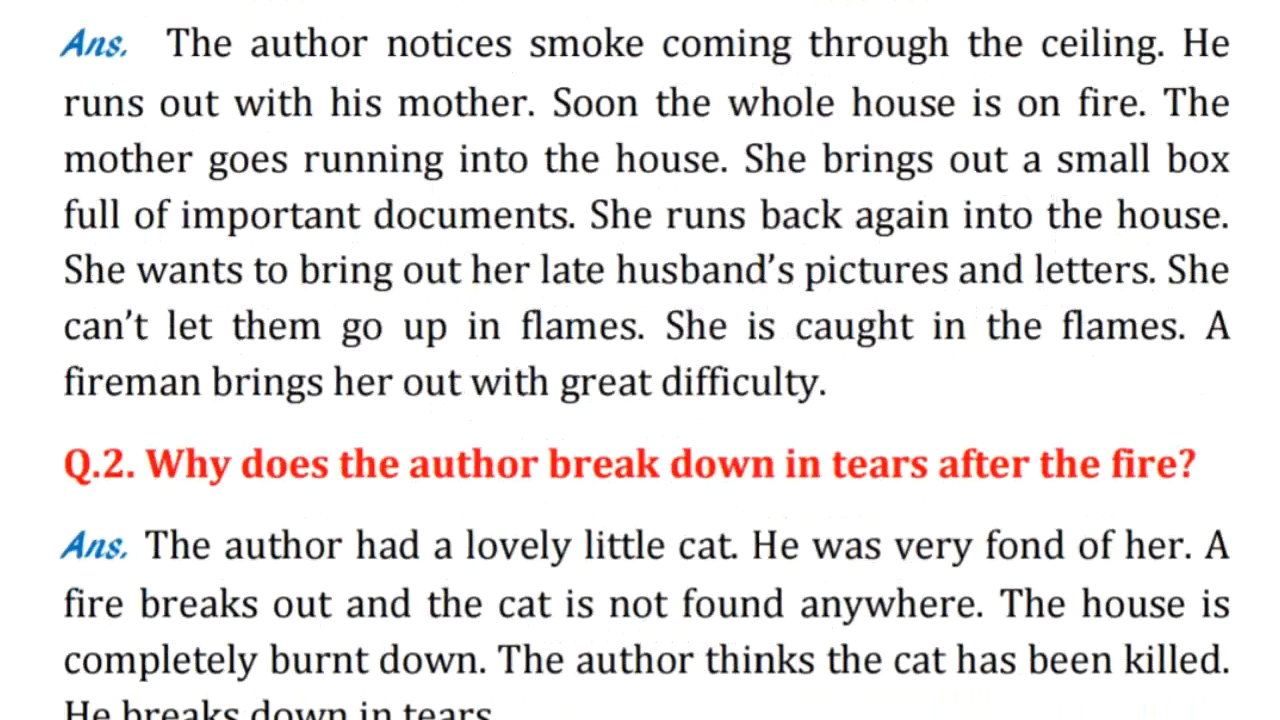 Ans. The author notices smoke coming through the ceiling. He
runs out with his mother. Soon the whole house is on fire. The
mother goes running into the house. She brings out a small box
full of important documents. She runs back again into the house.
She wants to bring out her late husband’s pictures and letters. She
can’t let them go up in flames. She is caught in the flames. A
fireman brings her out with great difficulty.
Q.2. Why does the author break down in tears after the fire?
Ans. The author had a lovely little cat. He was very fond of her. A
fire breaks out and the cat is not found anywhere. The house is
completely burnt down. The author thinks the cat has been killed.
He breaks down in tears